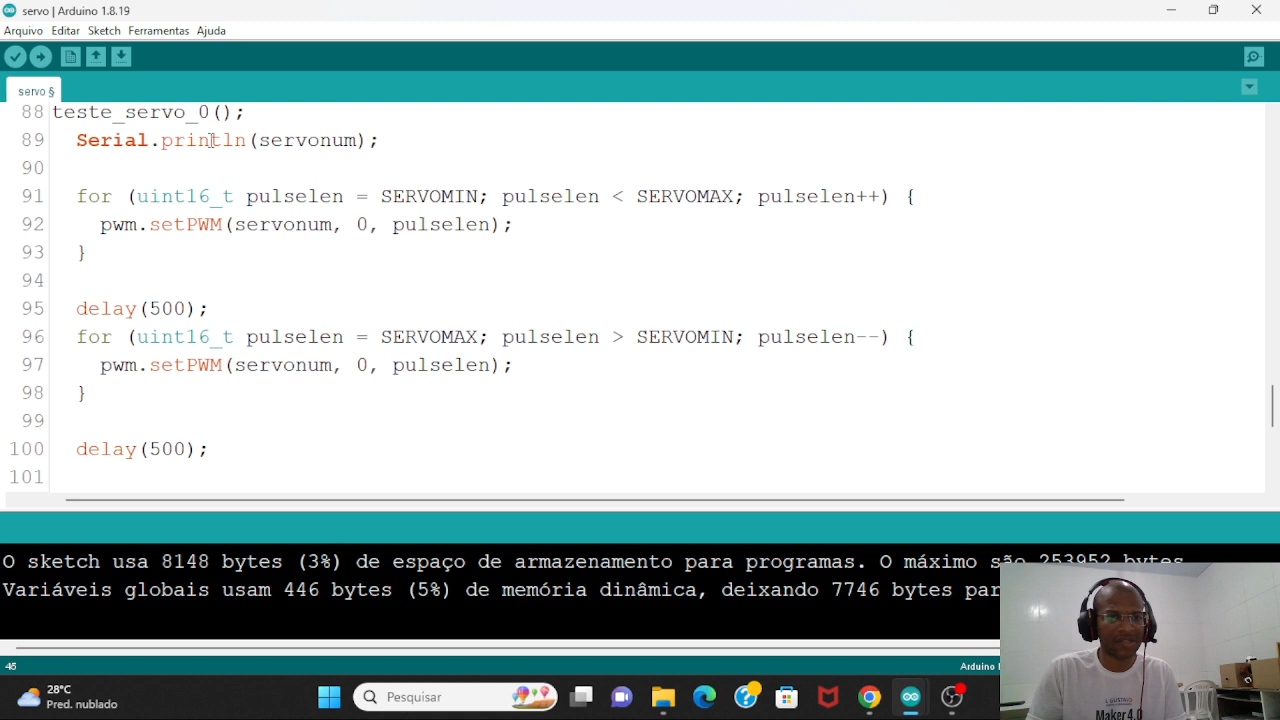 servo | Arduino 1.8.19
Arquivo Editar Sketch Ferramentas Ajuda
servo §
88 teste_servo_0();
89 Serial.println(servonum);
90
91 for (uint16_t pulselen = SERVOMIN; pulselen < SERVOMAX; pulselen++) {
92 pwm.setPWM(servonum, 0, pulselen);
93 }
94
95 delay(500);
96 for (uint16_t pulselen = SERVOMAX; pulselen > SERVOMIN; pulselen--) {
97 pwm.setPWM(servonum, 0, pulselen);
98 }
99
100 delay(500);
101
O sketch usa 8148 bytes (3%) de espaço de armazenamento para programas. O máximo são 253952 bytes
Variáveis globais usam 446 bytes (5%) de memória dinâmica, deixando 7746 bytes par
46
Arduino
28°C
Pred. nublado
Pesquisar
L GUSTAVO
Maker 4.0